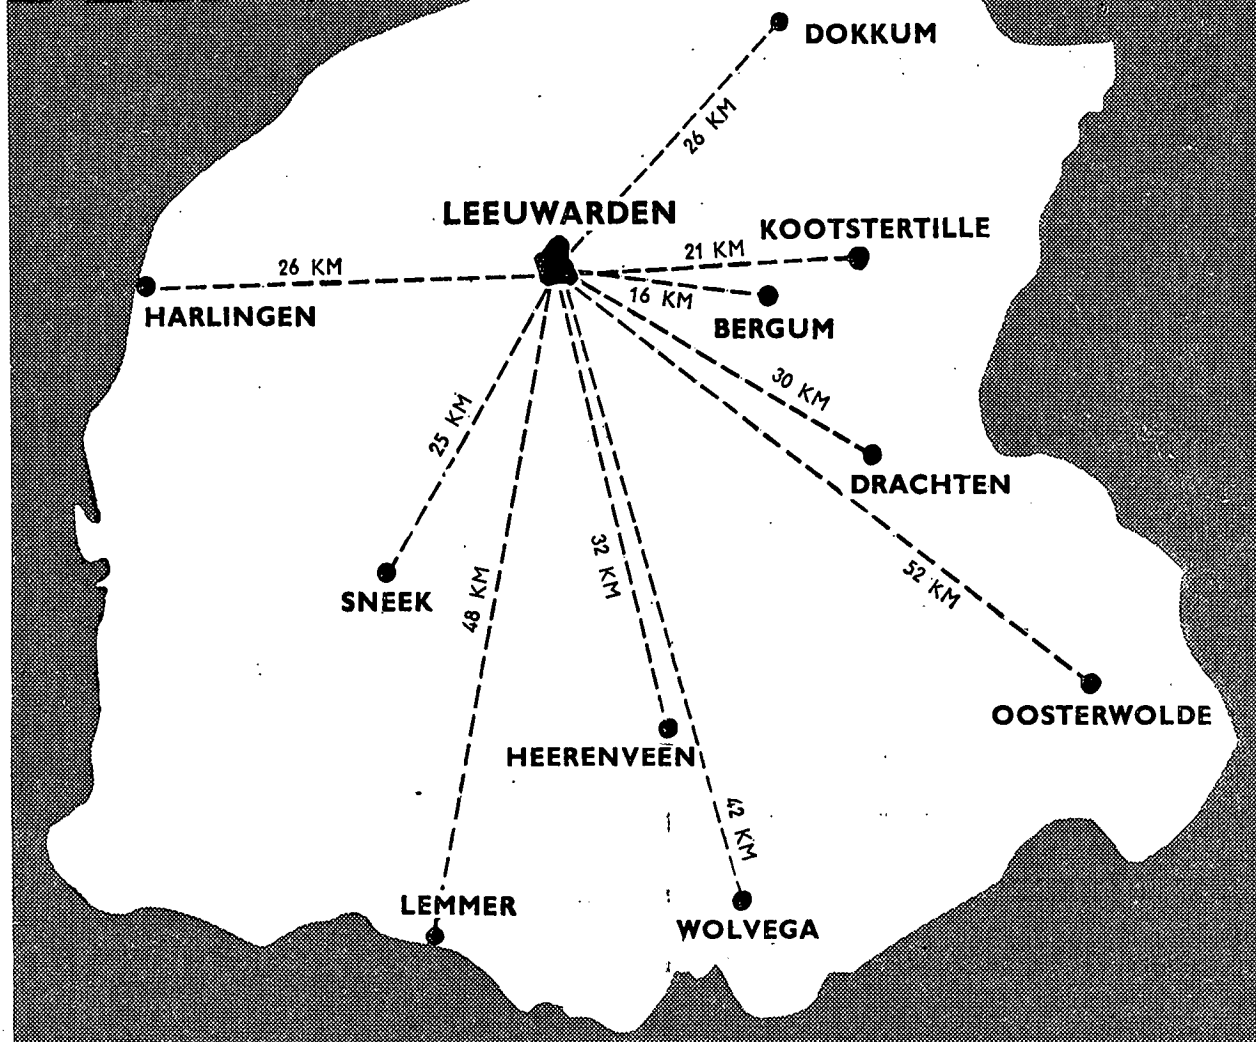 DOKKUM
26 KM
LEEUWARDEN
KOOTSTERTILLE
21 KM
26 KM
16 KM
HARLINGEN
BERGUM
30 KM
25 KM
DRACHTEN
32 KM
52 KM
48 KM
SNEEK
OOSTERWOLDE
HEERENVEEN
42 KM
LEMMER
WOLVEGA